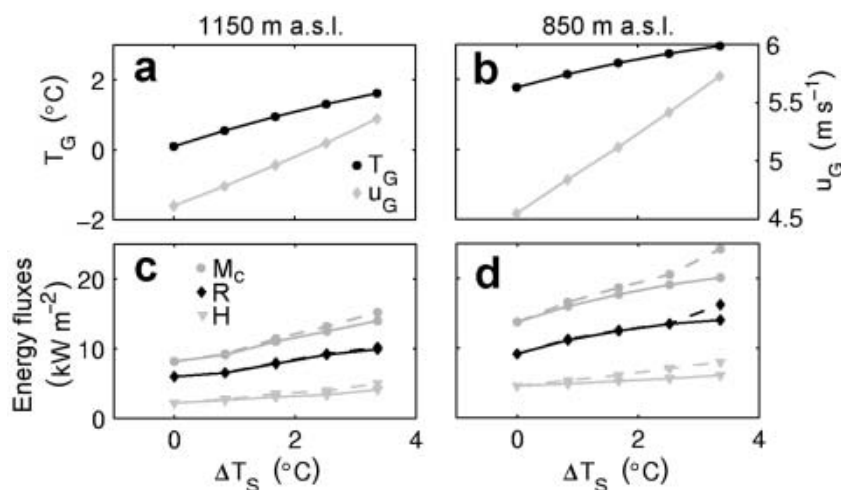 1150 m a.s.l.
850 m a.s.l.
a
b
2
0
−2
T_G (°C)
T_G
u_G
6
5.5
5
4.5
u_G (m s⁻¹)
c
d
M_C
R
H
20
10
0
Energy fluxes
(kW m⁻²)
0 2 4
0 2 4
ΔT_S (°C)
ΔT_S (°C)